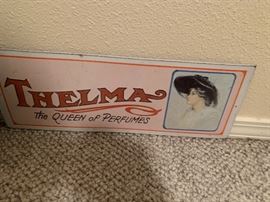 THELMA
The QUEEN OF PERFUMES